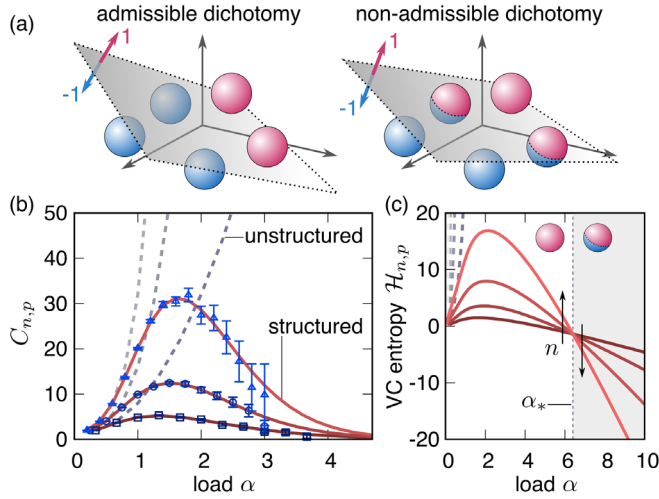 (a)
admissible dichotomy
non-admissible dichotomy
1
-1
1
-1
(b)
50
40
30
20
10
0
C_{n,p}
0
1
2
3
4
load α
unstructured
structured
(c)
20
10
0
-10
-20
VC entropy ℋ_{n,p}
n
α_*
0
2
4
6
8
10
load α